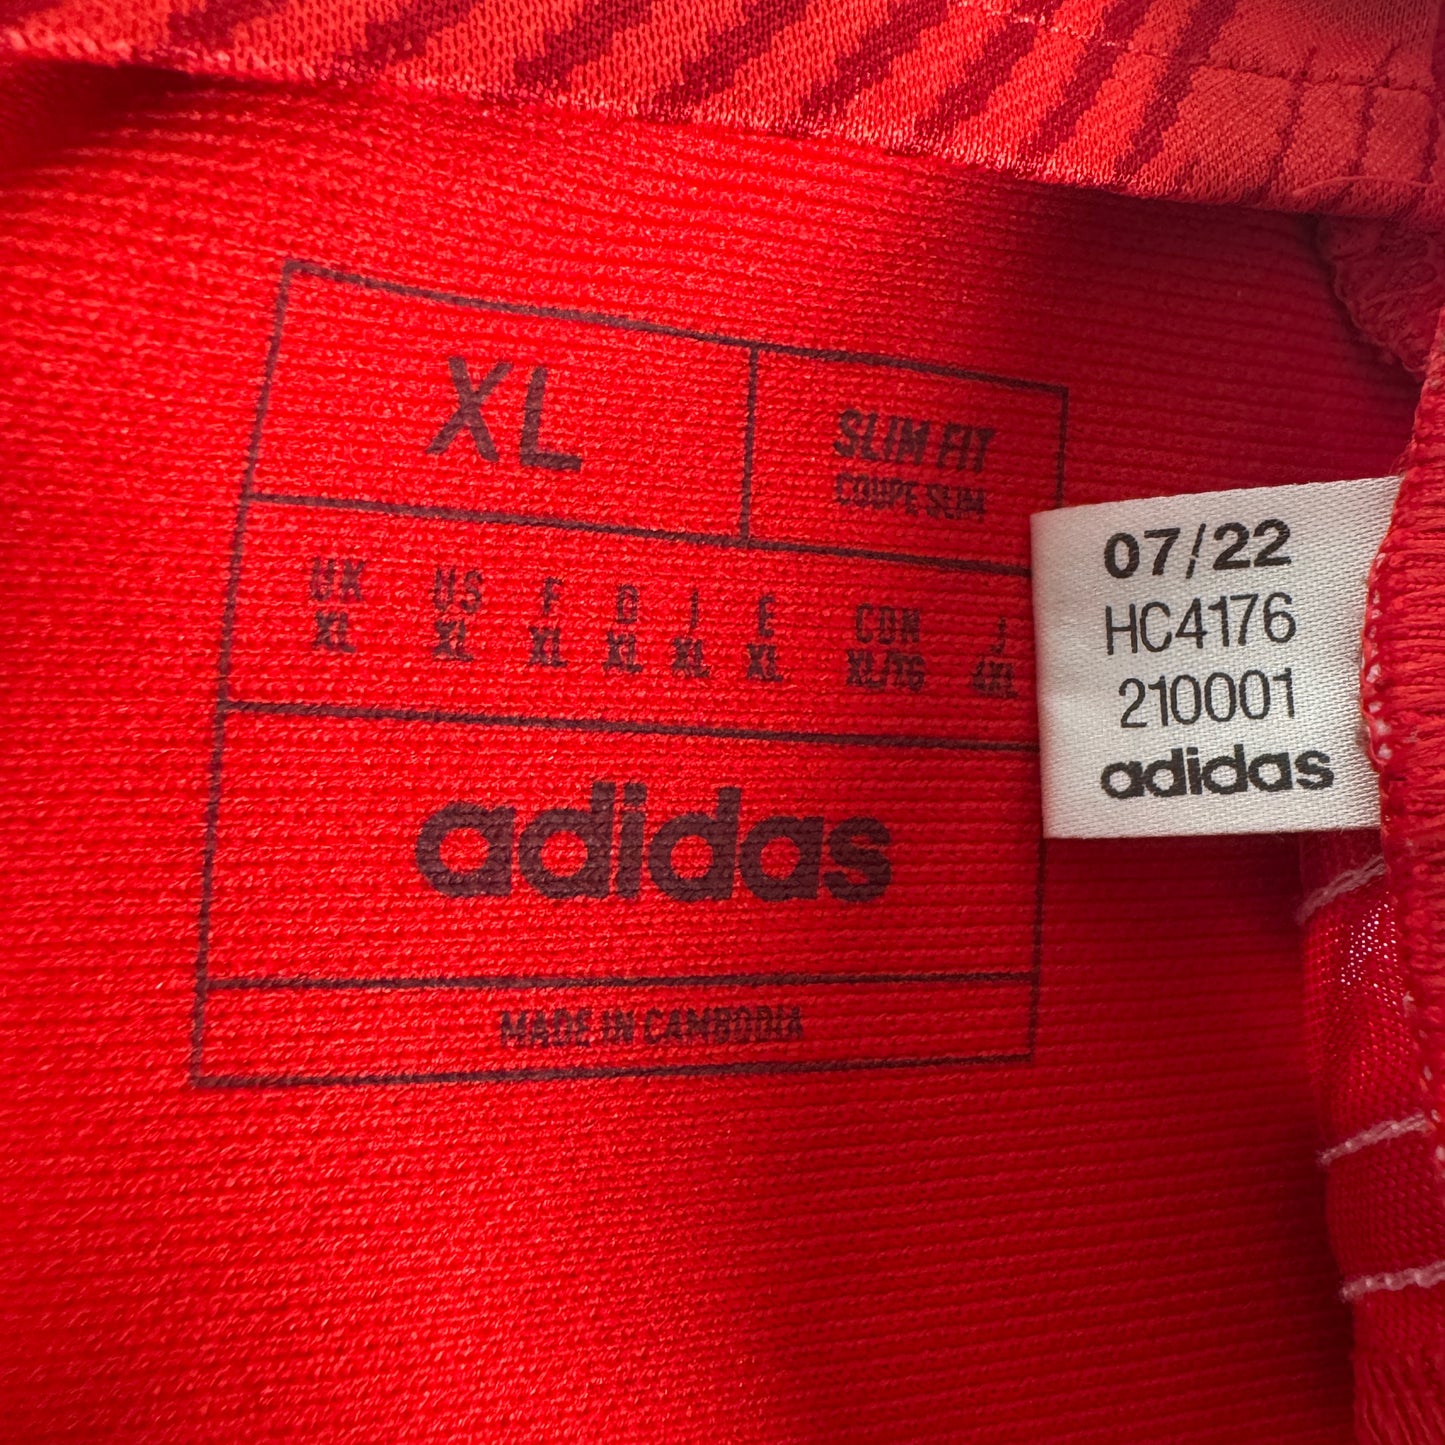 XL
SLIM FIT
COUPE SLIM
UK US F D I E CDN J
XL XL XL XL XL XL XL/TG 4XL
adidas
MADE IN CAMBODIA
07/22
HC4176
210001
adidas